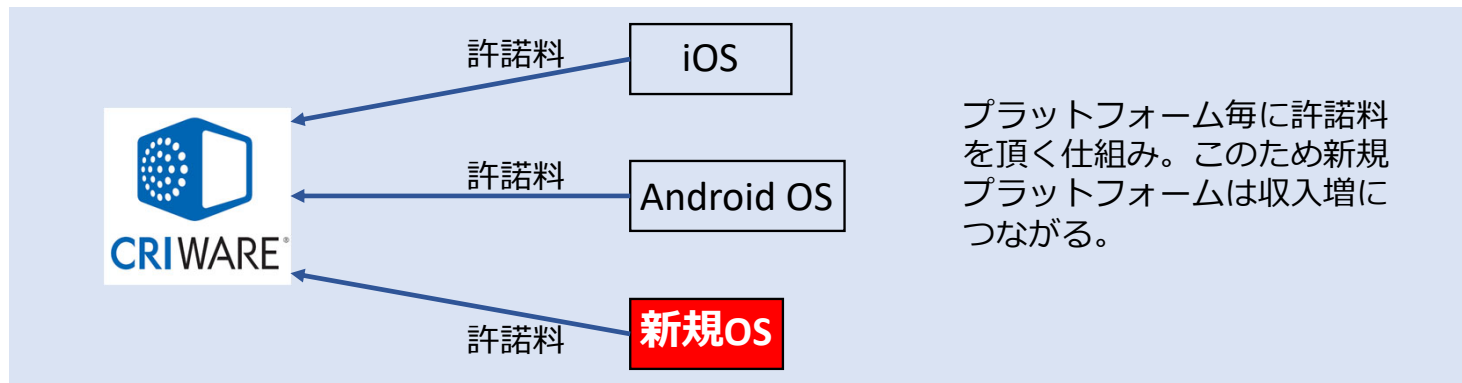 許諾料
iOS
許諾料
Android OS
許諾料
新規OS
CRIWARE®
プラットフォーム毎に許諾料
を頂く仕組み。このため新規
プラットフォームは収入増に
つながる。